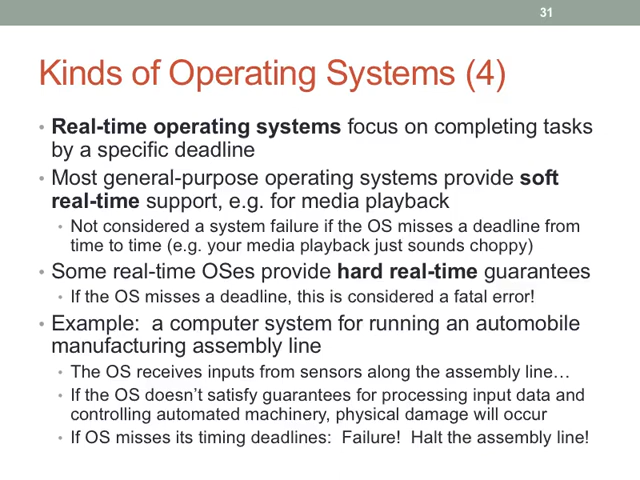 31
Kinds of Operating Systems (4)
• Real-time operating systems focus on completing tasks
by a specific deadline
• Most general-purpose operating systems provide soft
real-time support, e.g. for media playback
• Not considered a system failure if the OS misses a deadline from
time to time (e.g. your media playback just sounds choppy)
• Some real-time OSes provide hard real-time guarantees
• If the OS misses a deadline, this is considered a fatal error!
• Example:  a computer system for running an automobile
manufacturing assembly line
• The OS receives inputs from sensors along the assembly line…
• If the OS doesn’t satisfy guarantees for processing input data and
controlling automated machinery, physical damage will occur
• If OS misses its timing deadlines:  Failure!  Halt the assembly line!